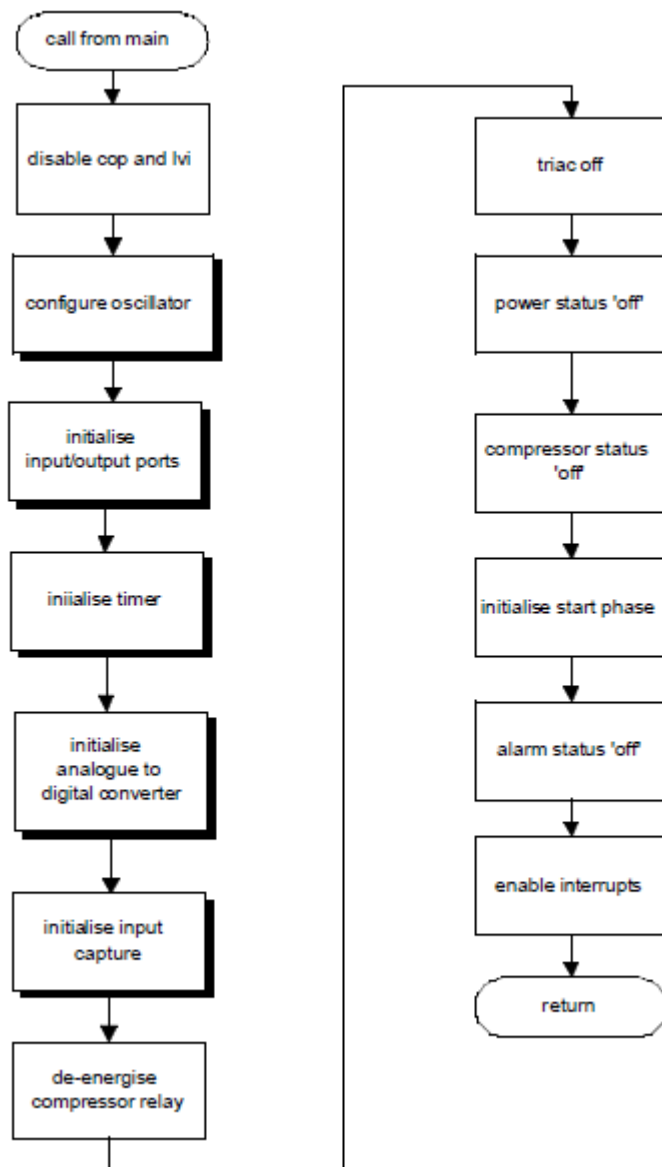 call from main
disable cop and lvi
configure oscillator
initialise
input/output ports
iniialise timer
initialise
analogue to
digital converter
initialise input
capture
de-energise
compressor relay
triac off
power status 'off'
compressor status
'off'
initialise start phase
alarm status 'off'
enable interrupts
return